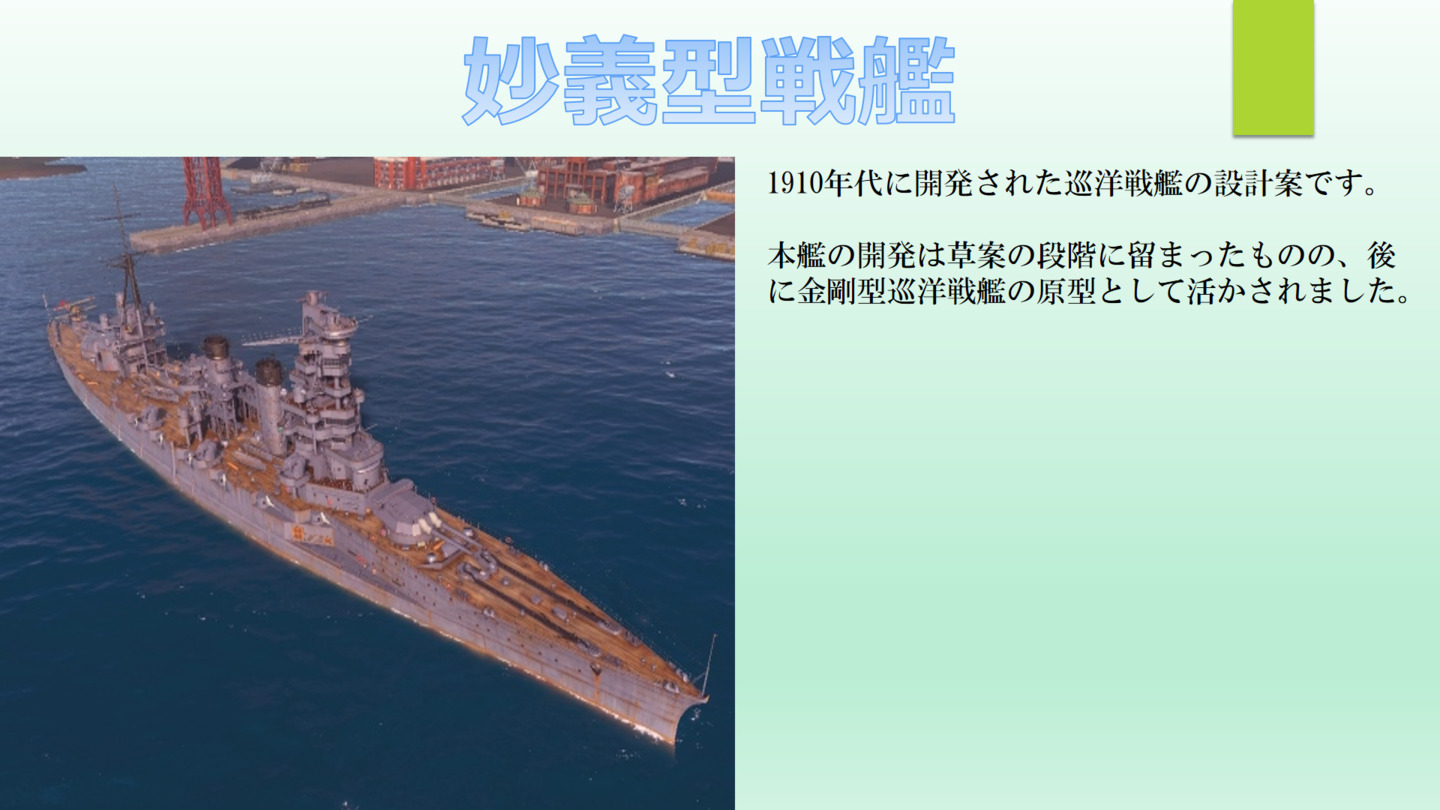 妙義型戦艦
1910年代に開発された巡洋戦艦の設計案です。
本艦の開発は草案の段階に留まったものの、後
に金剛型巡洋戦艦の原型として活かされました。